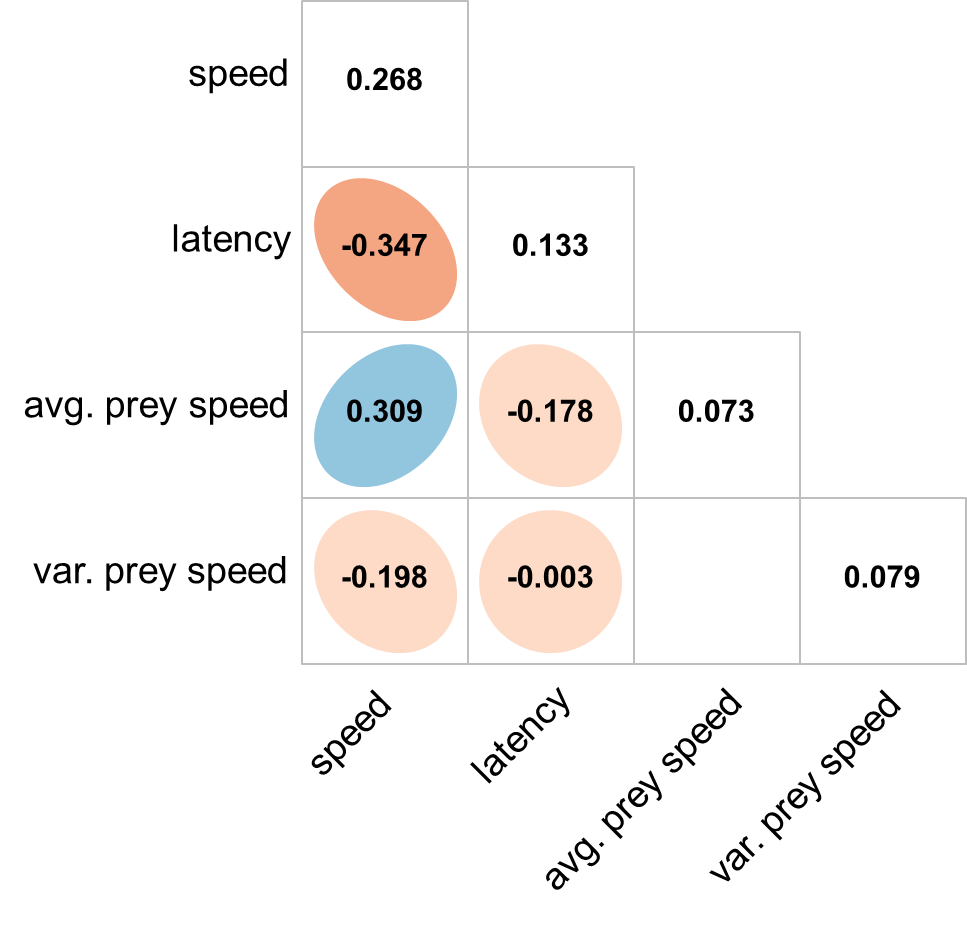 speed 0.268
latency -0.347 0.133
avg. prey speed 0.309 -0.178 0.073
var. prey speed -0.198 -0.003 0.079
speed
latency
avg. prey speed
var. prey speed